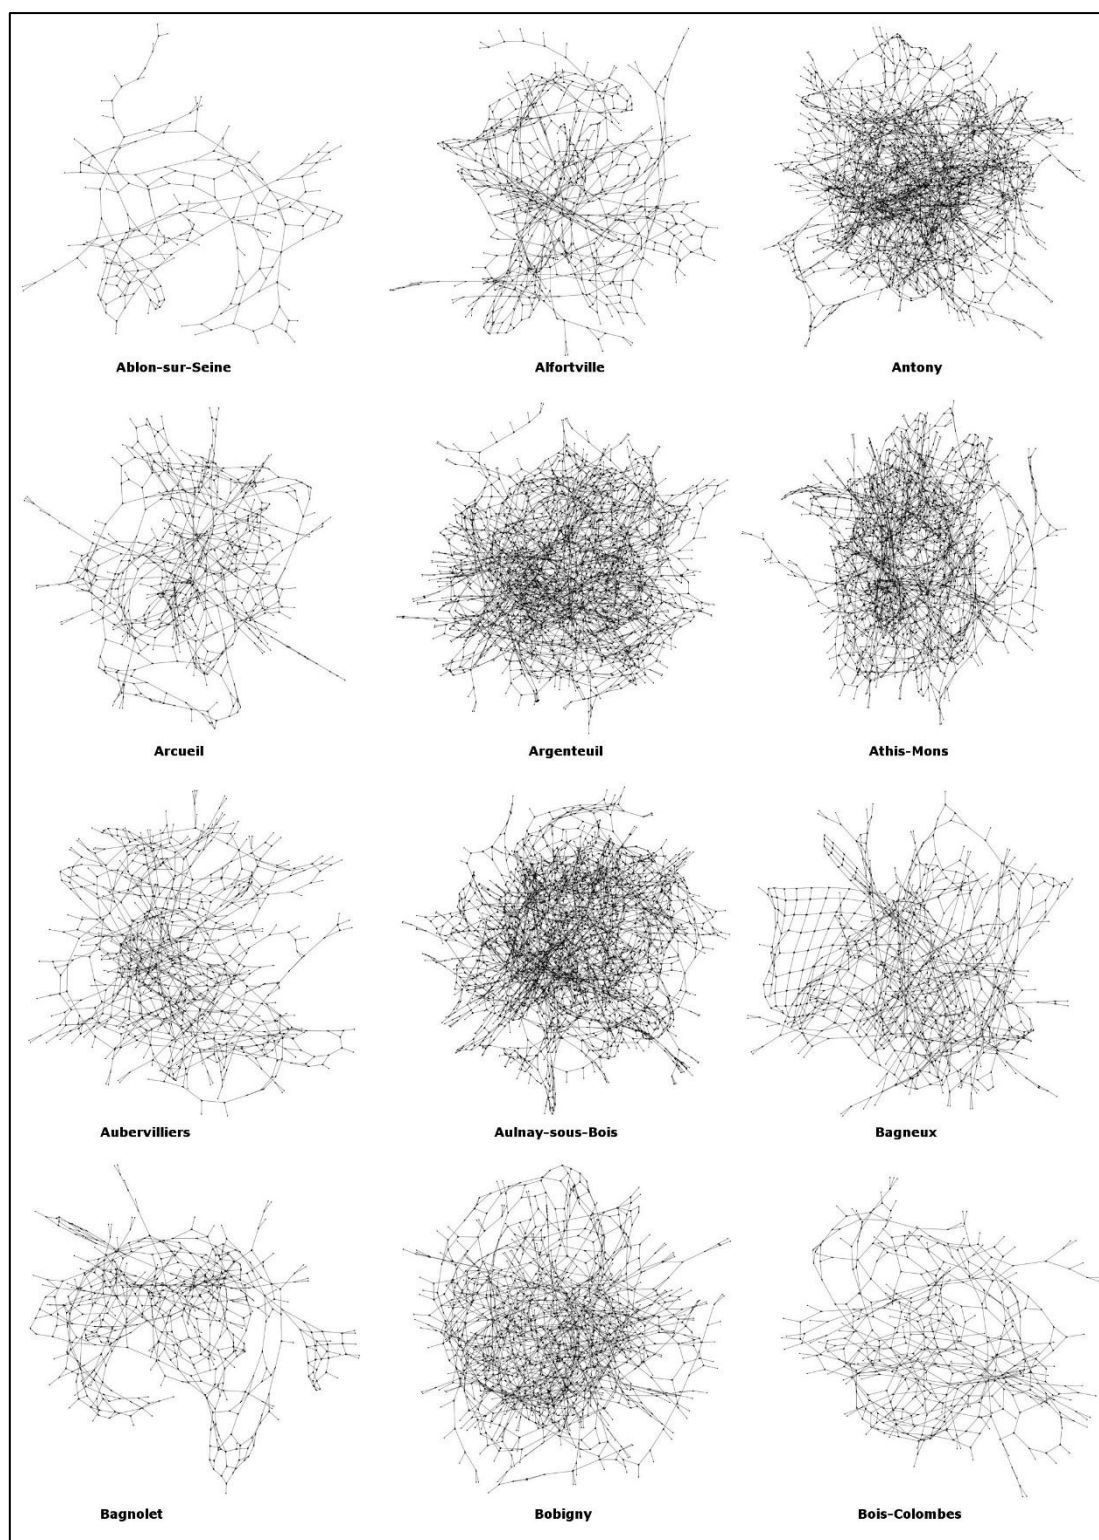 Ablon-sur-Seine
Alfortville
Antony
Arcueil
Argenteuil
Athis-Mons
Aubervilliers
Aulnay-sous-Bois
Bagneux
Bagnolet
Bobigny
Bois-Colombes